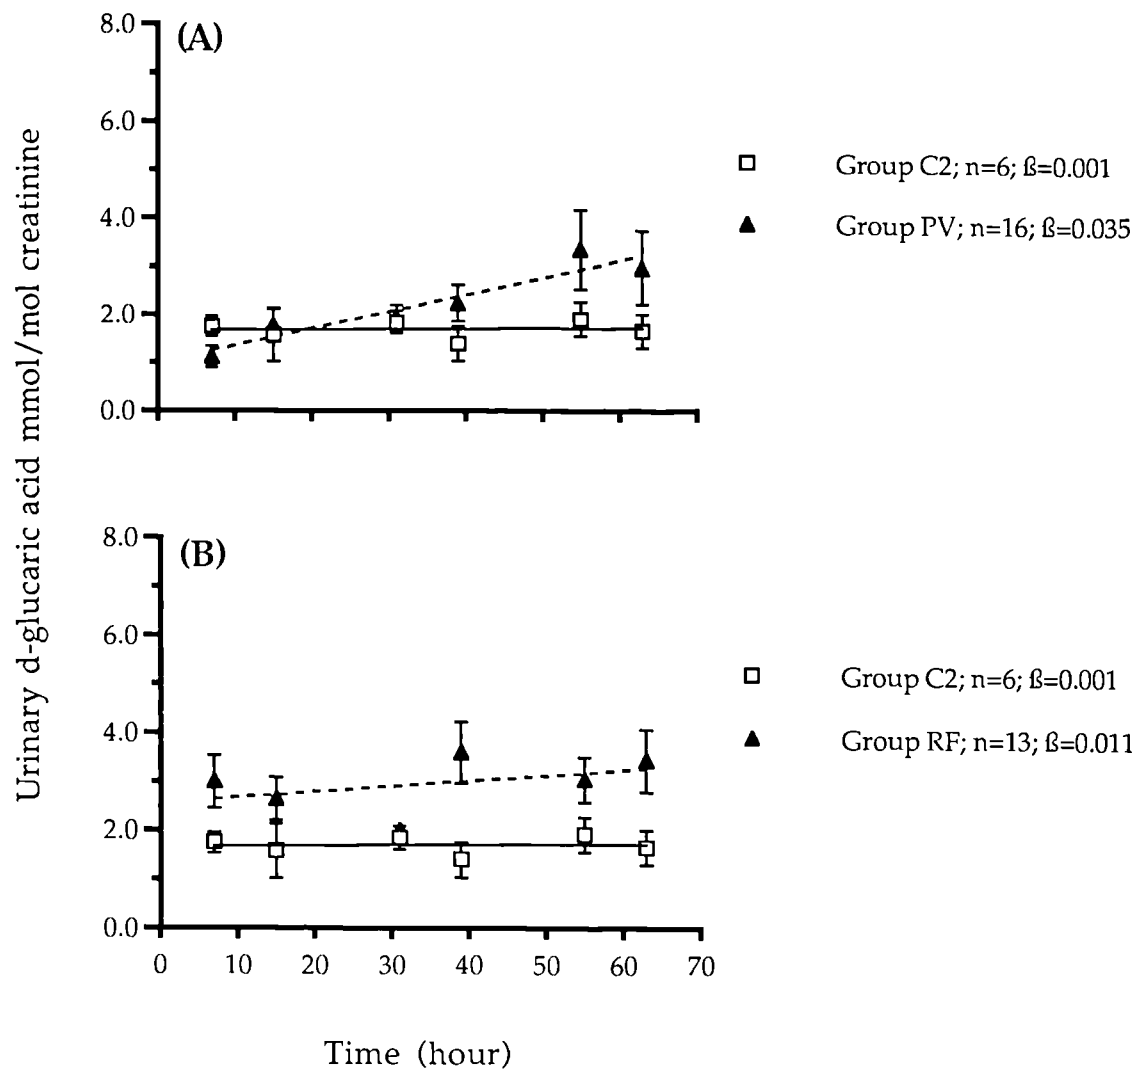 Urinary d-glucaric acid mmol/mol creatinine
(A)
8.0
6.0
4.0
2.0
0.0
Group C2; n=6; ß=0.001
Group PV; n=16; ß=0.035
(B)
8.0
6.0
4.0
2.0
0.0
0 10 20 30 40 50 60 70
Group C2; n=6; ß=0.001
Group RF; n=13; ß=0.011
Time (hour)